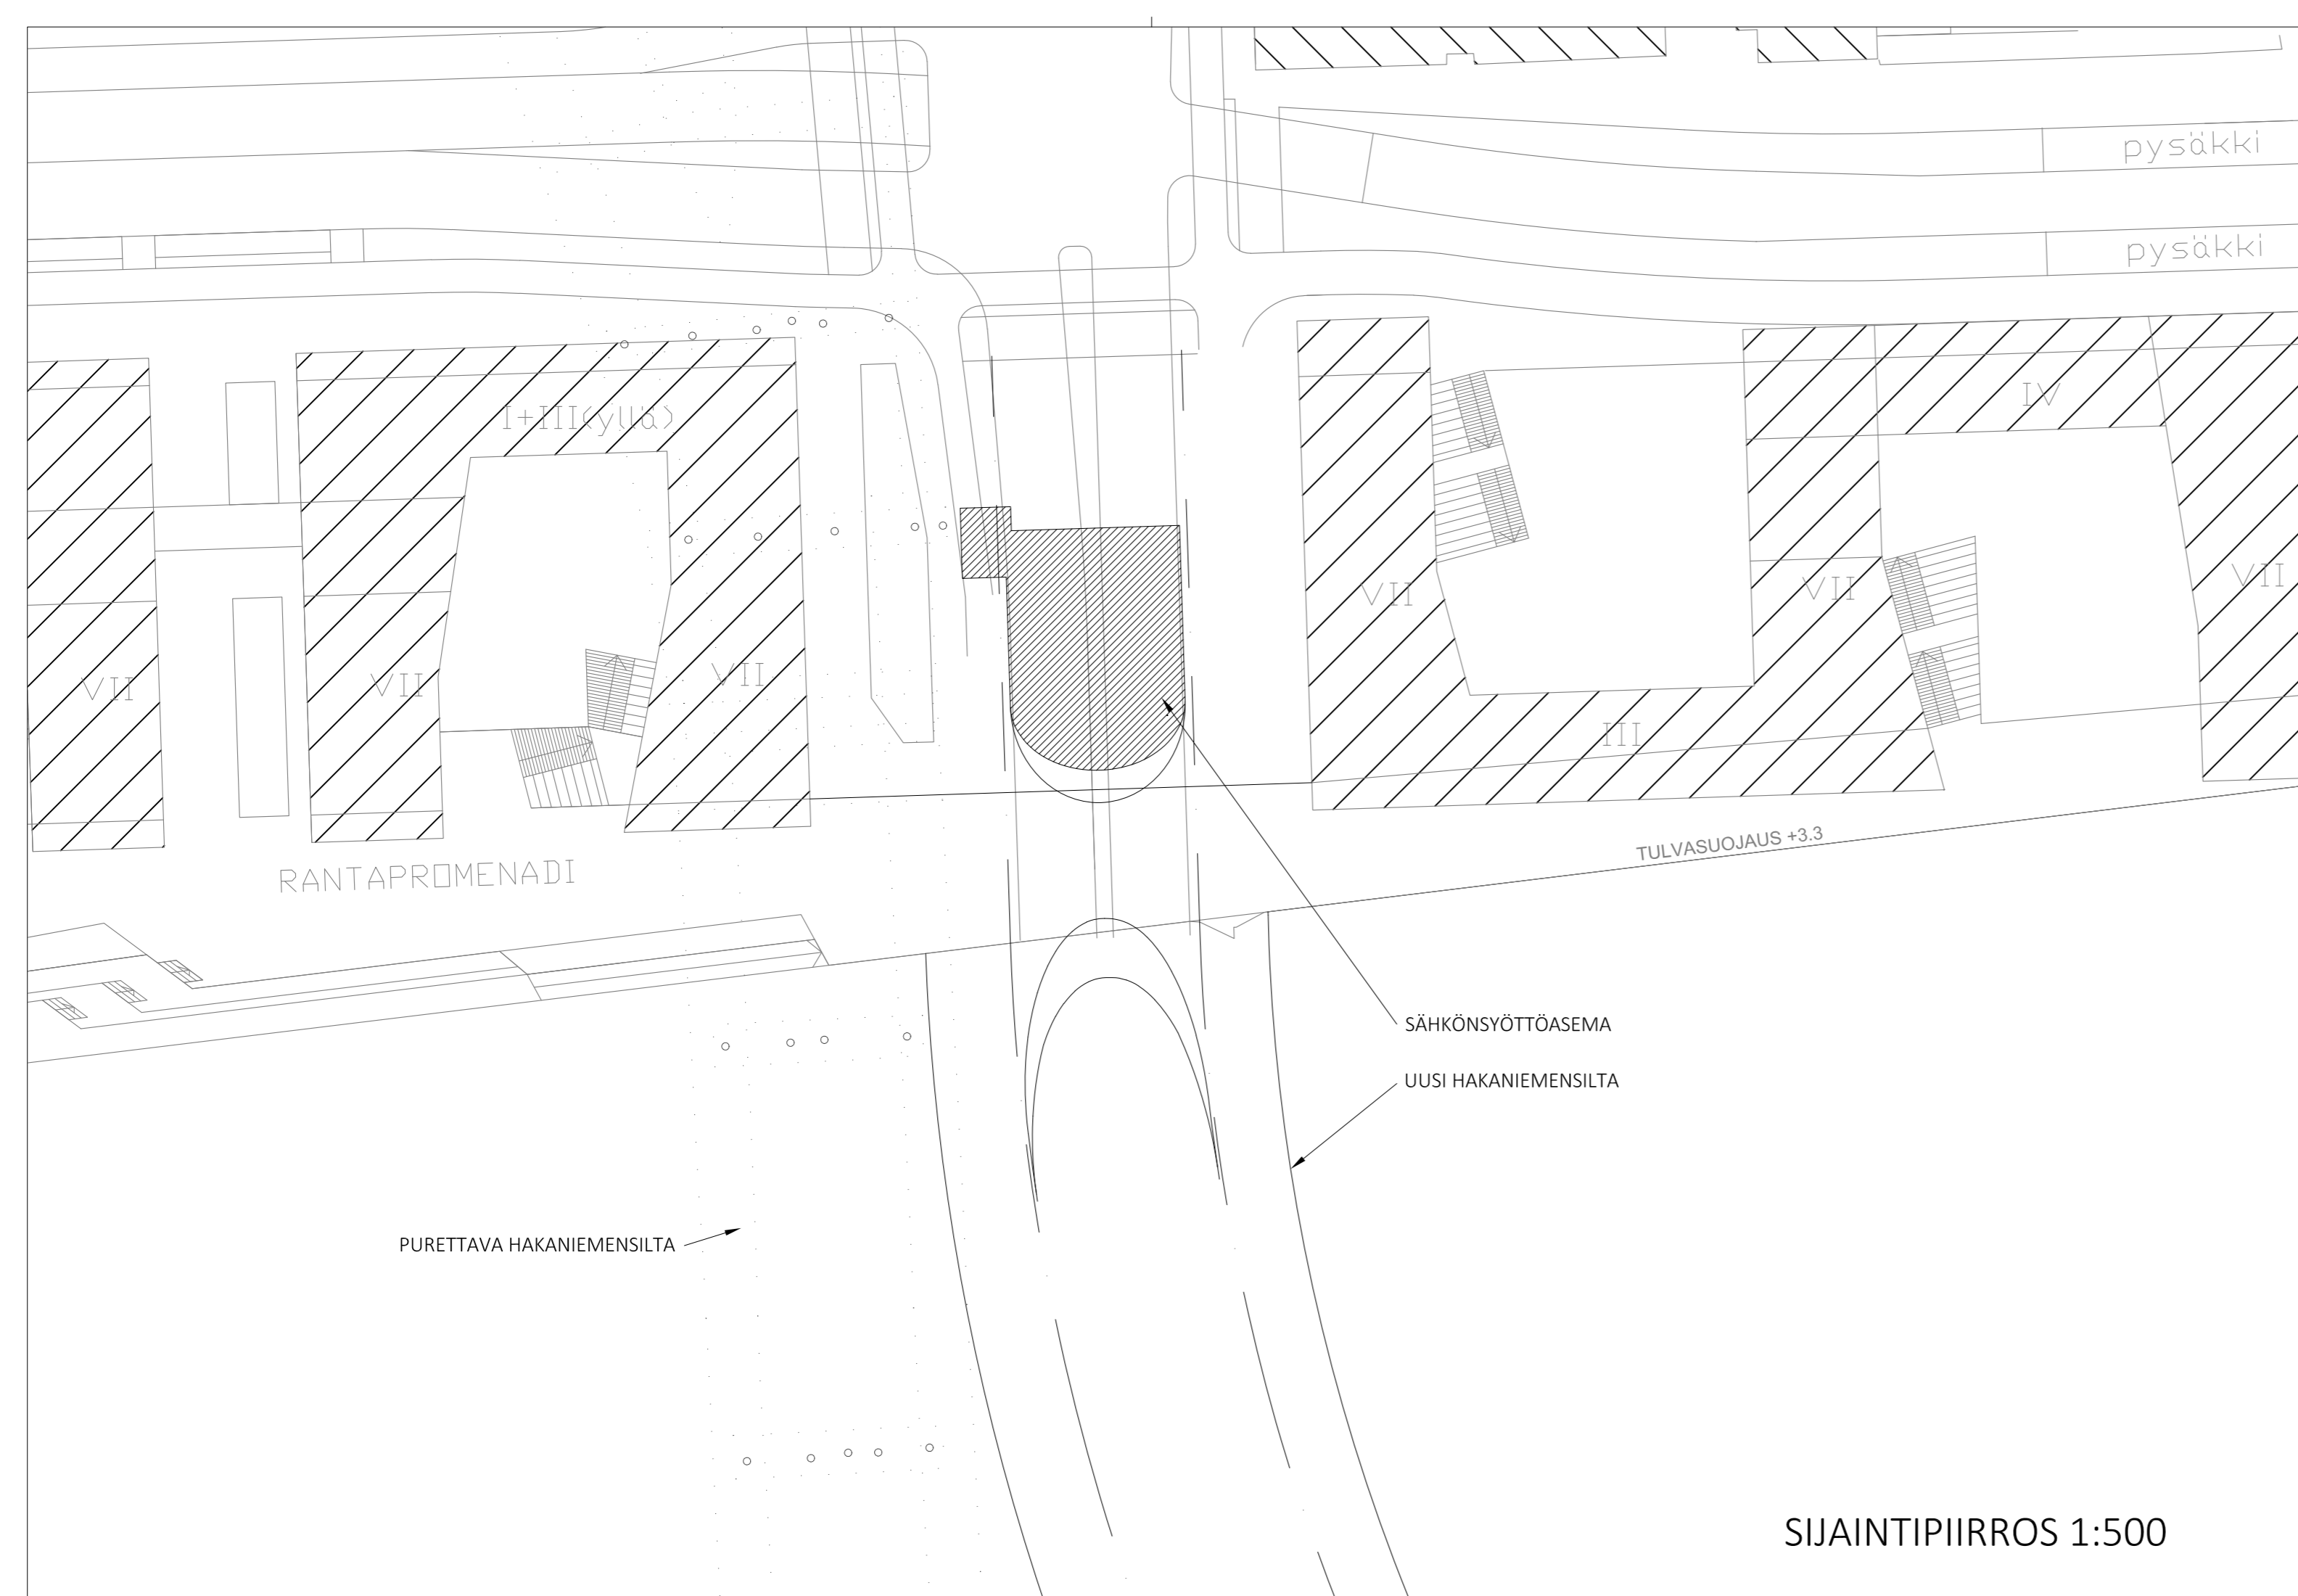 pysäkki
pysäkki
I+III(yllä)
IV
VII
VII
VII
VII
VII
VII
III
TULVASUOJAUS +3.3
RANTAPROMENADI
SÄHKÖNSYÖTTÖASEMA
UUSI HAKANIEMENSILTA
PURETTAVA HAKANIEMENSILTA
SIJAINTIPIIRROS 1:500